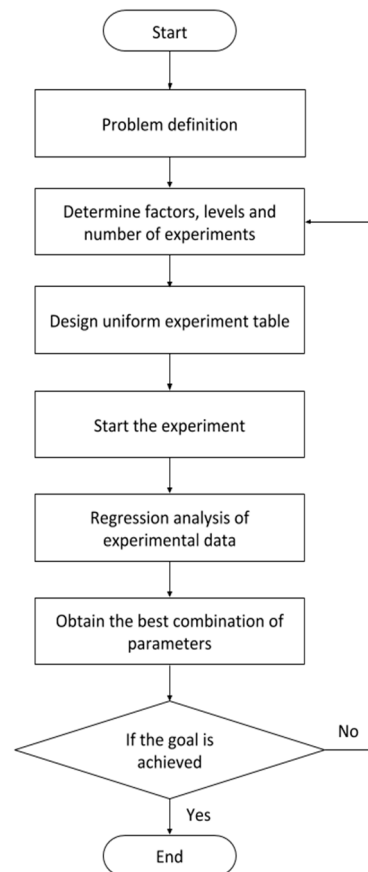 Start
Problem definition
Determine factors, levels and
number of experiments
Design uniform experiment table
Start the experiment
Regression analysis of
experimental data
Obtain the best combination of
parameters
If the goal is
achieved
No
Yes
End